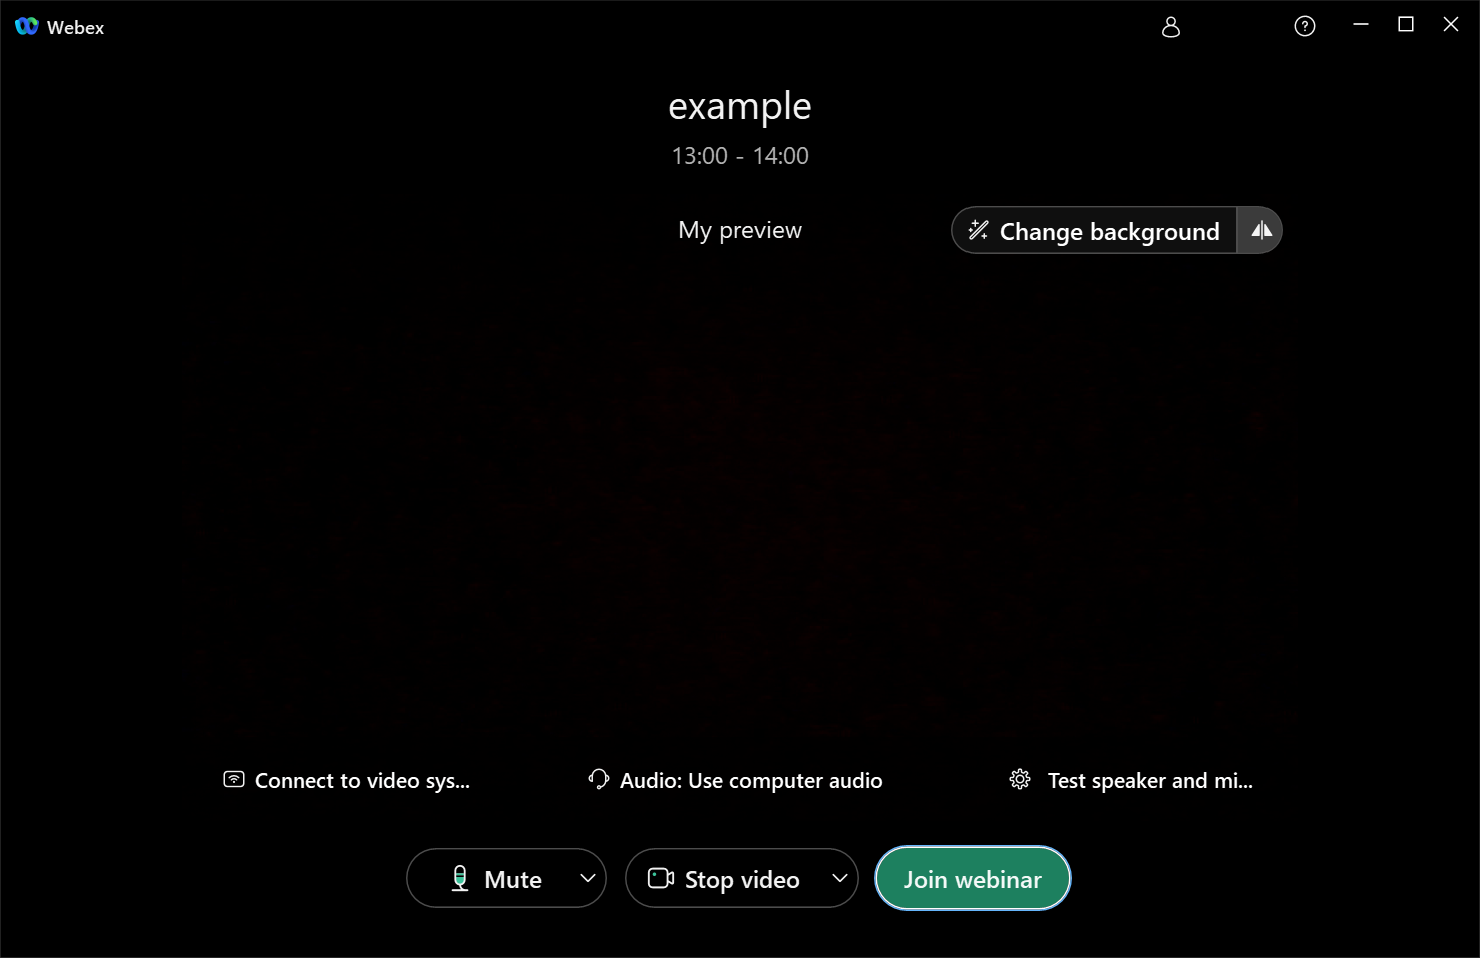 Webex
example
13:00 - 14:00
My preview
Change background
Connect to video sys...
Audio: Use computer audio
Test speaker and mi...
Mute
Stop video
Join webinar